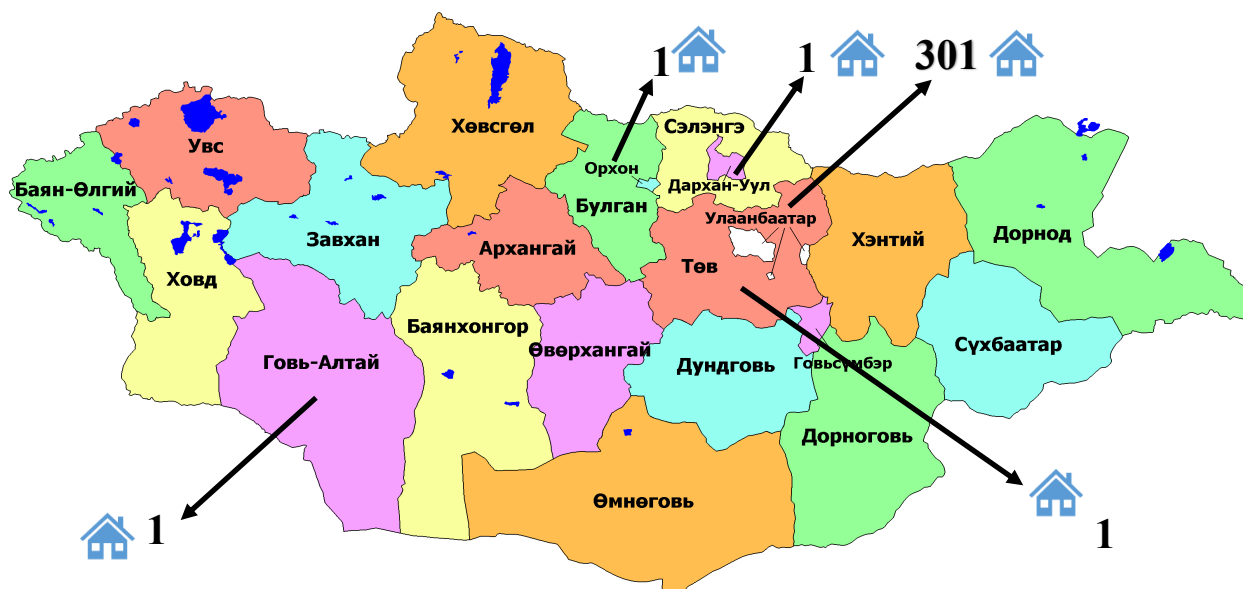 1
1
301
Хөвсгөл
Сэлэнгэ
Увс
Орхон
Баян-Өлгий
Дархан-Уул
Булган
Улаанбаатар
Завхан
Архангай
Хэнтий
Дорнод
Төв
Ховд
Баянхонгор
Говь-Алтай
Өвөрхангай
Дундговь
Говьсүмбэр
Сүхбаатар
Дорноговь
Өмнөговь
1
1